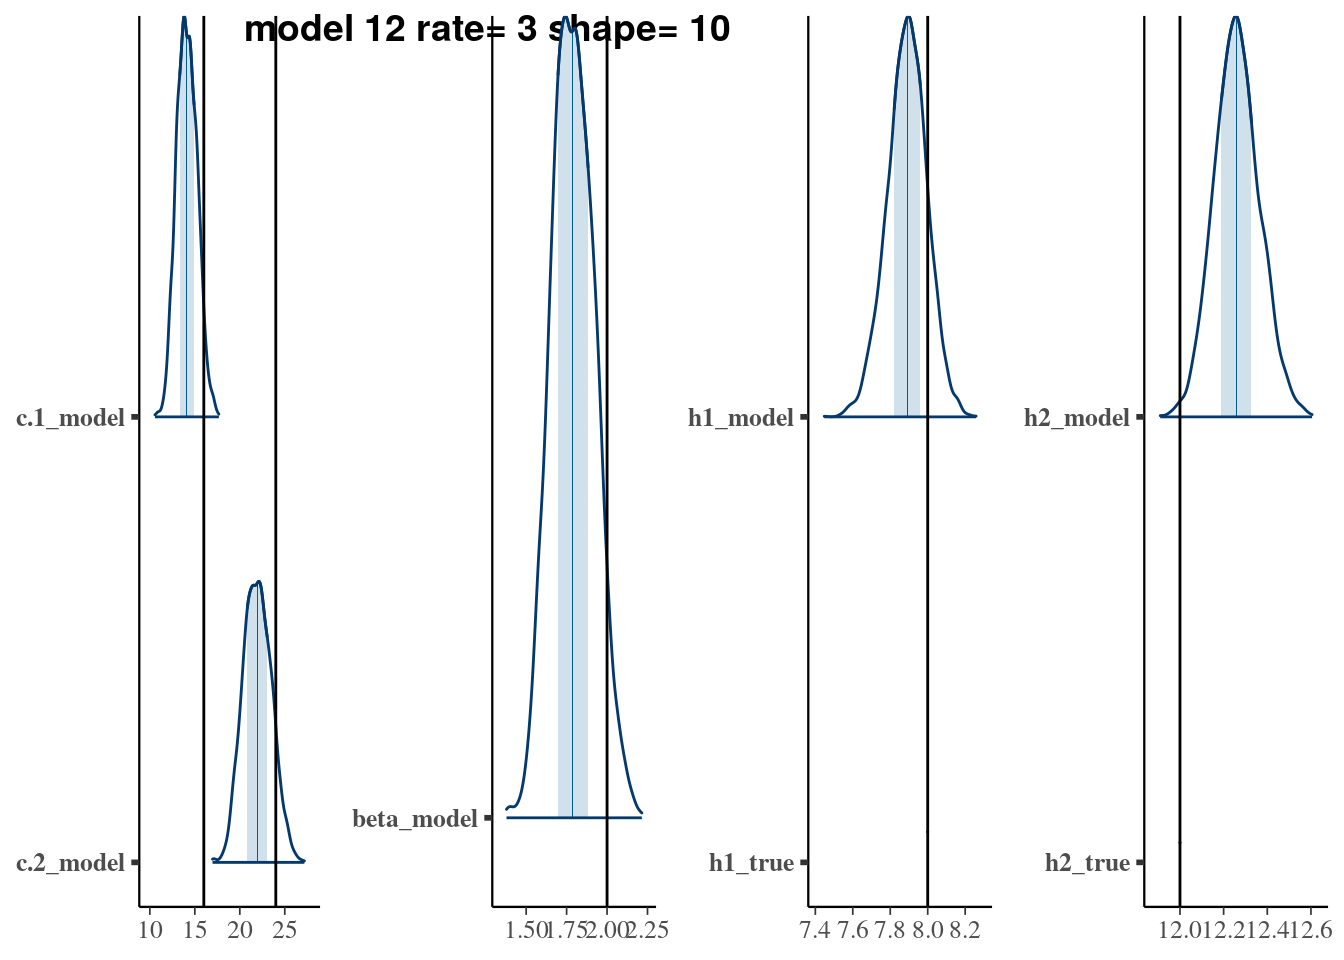 model 12 rate= 3 shape= 10
c.1_model
c.2_model
10 15 20 25
beta_model
1.50 1.75 2.00 2.25
h1_model
h1_true
7.4 7.6 7.8 8.0 8.2
h2_model
h2_true
12.0 12.2 12.4 12.6